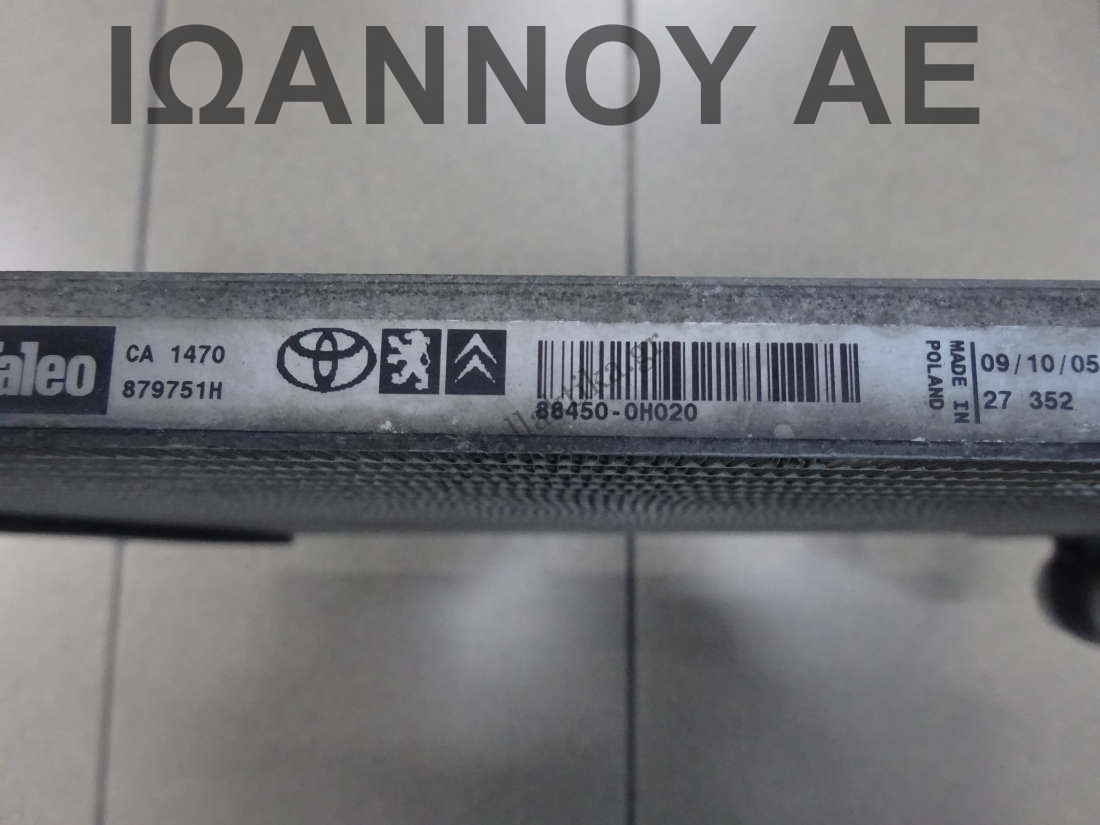 ΙΩΑΝΝΟΥ ΑΕ
Valeo
CA 1470
879751H
88450-0H020
MADE IN
POLAND
09/10/05
27 352